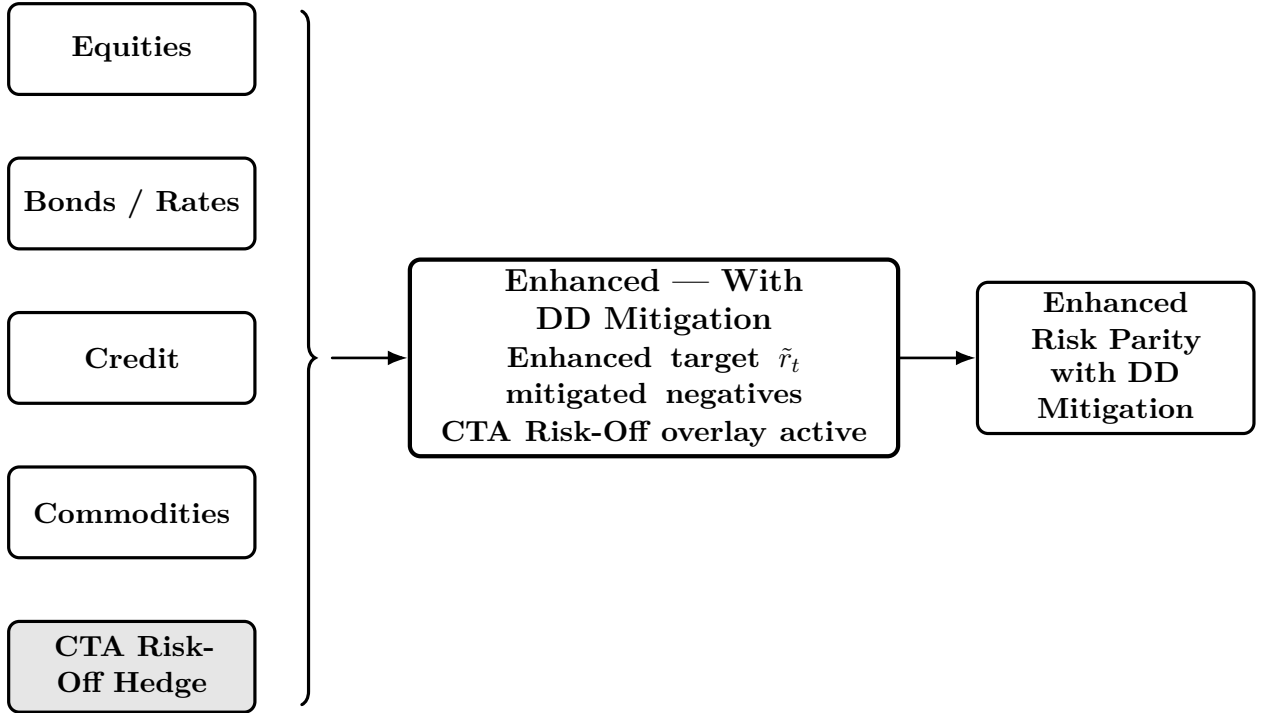 Equities
Bonds / Rates
Credit
Commodities
CTA Risk-
Off Hedge
Enhanced — With
DD Mitigation
Enhanced target r̃ₜ
mitigated negatives
CTA Risk-Off overlay active
Enhanced
Risk Parity
with DD
Mitigation